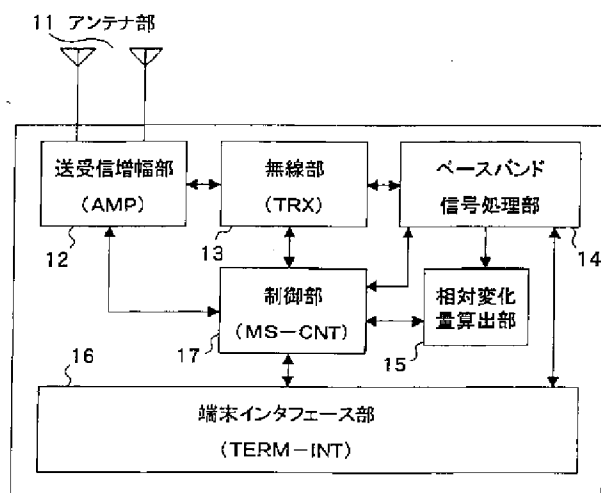 11 アンテナ部
送受信増幅部
(AMP)
12
無線部
(TRX)
13
ベースバンド
信号処理部
14
制御部
(MS－CNT)
17
相対変化
量算出部
15
16
端末インタフェース部
(TERM－INT)